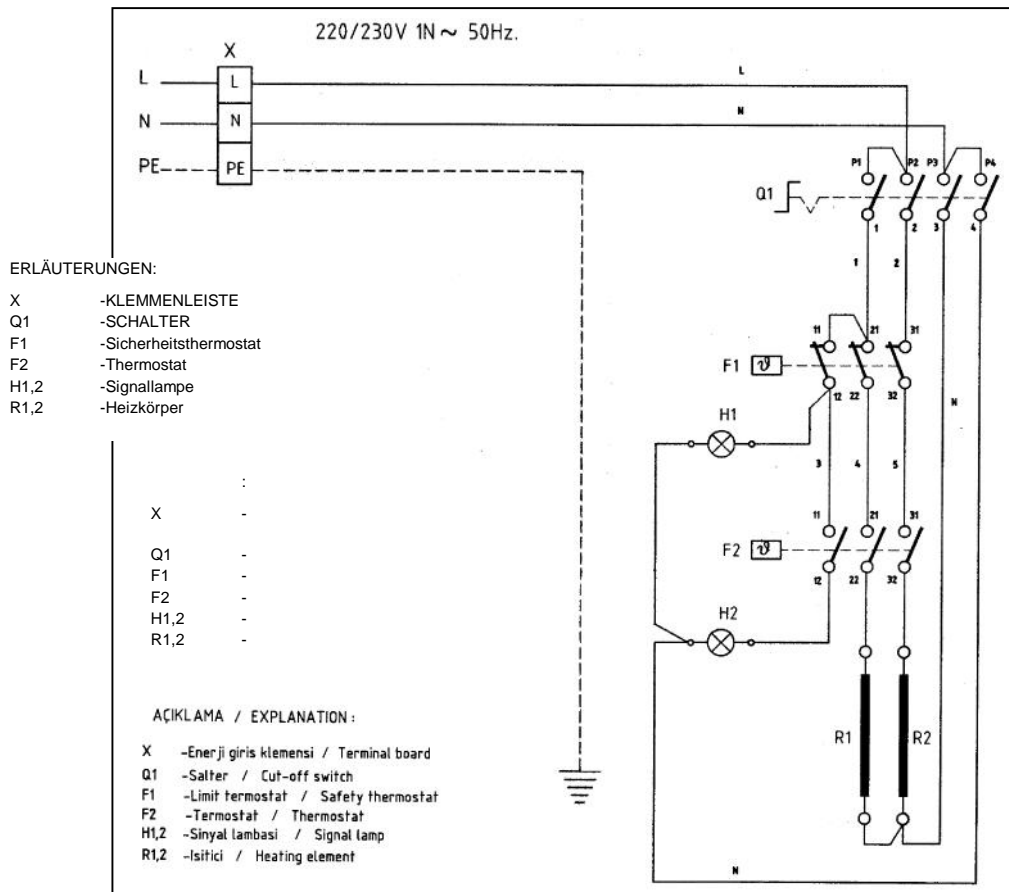 220/230V 1N~ 50Hz.
X
L L L
N N N
PE PE
P1 P2 P3 P4
Q1
1 2 3 4
1 2
ERLÄUTERUNGEN:
X -KLEMMENLEISTE
Q1 -SCHALTER
F1 -Sicherheitsthermostat
F2 -Thermostat
H1,2 -Signallampe
R1,2 -Heizkörper
11 21 31
F1 ϑ
12 22 32
N
H1
3 4 5
:
X -
Q1 -
F1 -
F2 -
H1,2 -
R1,2 -
11 21 31
F2 ϑ
12 22 32
H2
R1 R2
N
AÇIKLAMA / EXPLANATION :
X -Enerji giris klemensi / Terminal board
Q1 -Salter / Cut-off switch
F1 -Limit termostat / Safety thermostat
F2 -Termostat / Thermostat
H1,2 -Sinyal lambasi / Signal lamp
R1,2 -Isitici / Heating element